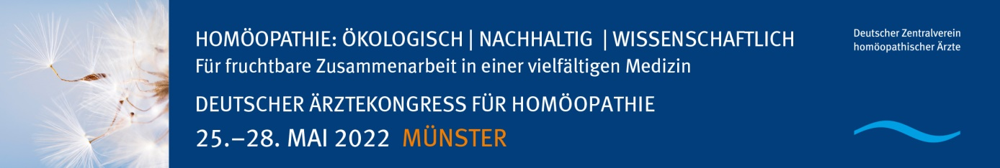 HOMÖOPATHIE: ÖKOLOGISCH | NACHHALTIG | WISSENSCHAFTLICH
Für fruchtbare Zusammenarbeit in einer vielfältigen Medizin
DEUTSCHER ÄRZTEKONGRESS FÜR HOMÖOPATHIE
25.–28. MAI 2022 MÜNSTER
Deutscher Zentralverein
homöopathischer Ärzte